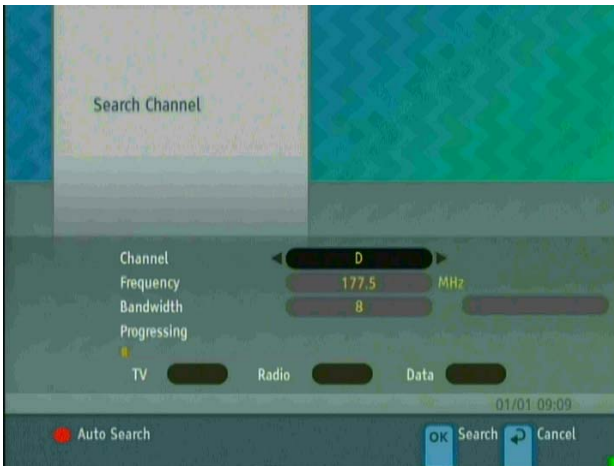 Search Channel
Channel D
Frequency 177.5 MHz
Bandwidth 8
Progressing
TV Radio Data
01/01 09:09
Auto Search OK Search Cancel